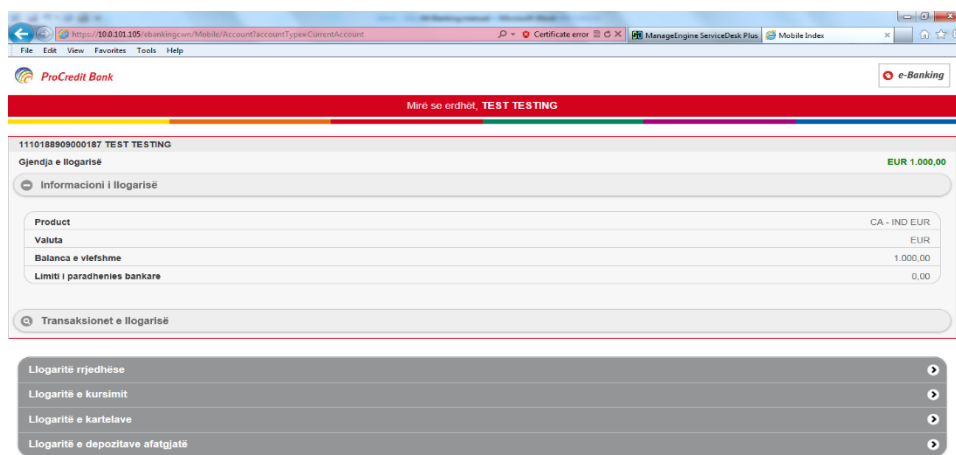 https://10.0.101.105/ebankingcwn/Mobile/Account?accountType=CurrentAccount Certificate error ManageEngine ServiceDesk Plus Mobile Index
File Edit View Favorites Tools Help
ProCredit Bank e-Banking
Mirë se erdhët, TEST TESTING
1110188909000187 TEST TESTING
Gjendja e llogarisë EUR 1.000,00
Informacioni i llogarisë
Product CA - IND EUR
Valuta EUR
Balanca e vlefshme 1.000,00
Limiti i paradhenies bankare 0,00
Transaksionet e llogarisë
Llogaritë rrjedhëse
Llogaritë e kursimit
Llogaritë e kartelave
Llogaritë e depozitave afatgjatë